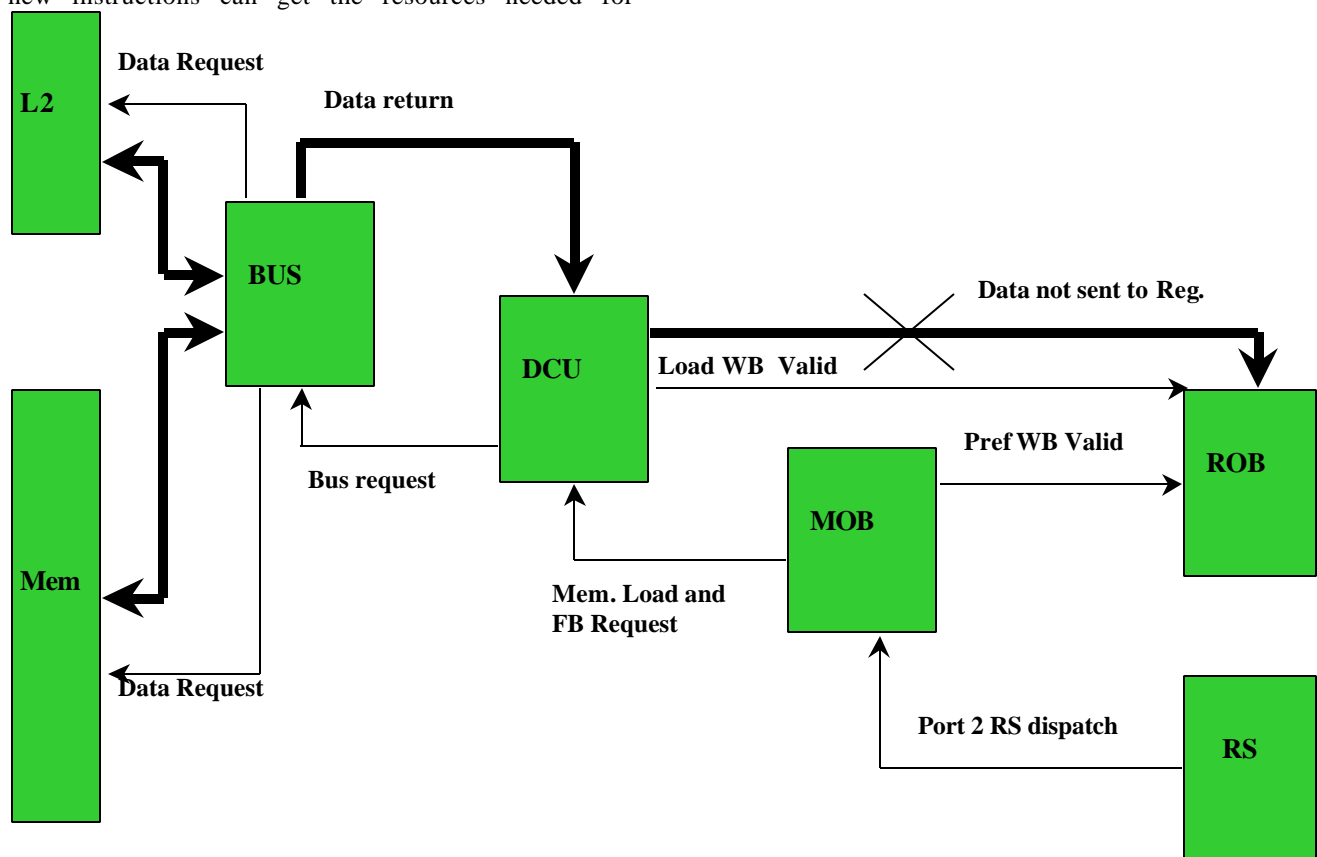 new instructions can get the resources needed for
Data Request
L2
Data return
BUS
Data not sent to Reg.
DCU
Load WB Valid
Pref WB Valid
ROB
Bus request
MOB
Mem
Mem. Load and
FB Request
Data Request
Port 2 RS dispatch
RS